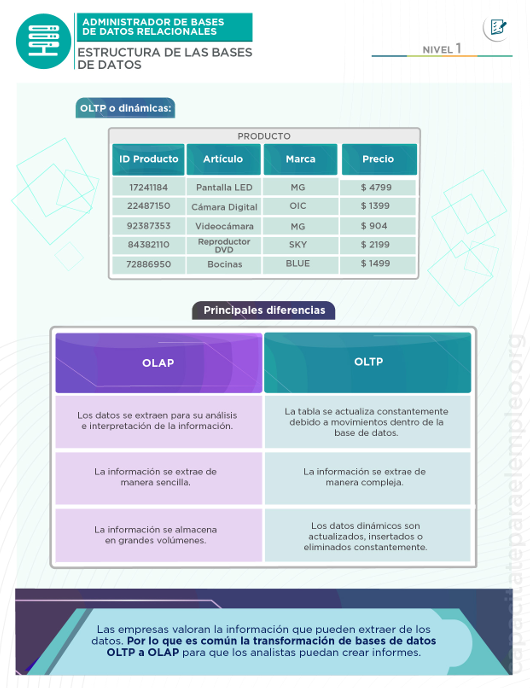 ADMINISTRADOR DE BASES
DE DATOS RELACIONALES
ESTRUCTURA DE LAS BASES
DE DATOS
NIVEL 1
OLTP o dinámicas:
PRODUCTO
ID Producto Artículo Marca Precio
17241184 Pantalla LED MG $ 4799
22487150 Cámara Digital OIC $ 1399
92387353 Videocámara MG $ 904
84382110 Reproductor DVD SKY $ 2199
72886950 Bocinas BLUE $ 1499
Principales diferencias
OLAP OLTP
Los datos se extraen para su análisis
e interpretación de la información.
La tabla se actualiza constantemente
debido a movimientos dentro de la
base de datos.
La información se extrae de
manera sencilla.
La información se extrae de
manera compleja.
La información se almacena
en grandes volúmenes.
Los datos dinámicos son
actualizados, insertados o
eliminados constantemente.
Las empresas valoran la información que pueden extraer de los
datos. Por lo que es común la transformación de bases de datos
OLTP a OLAP para que los analistas puedan crear informes.
capacitateparaelempleo.org